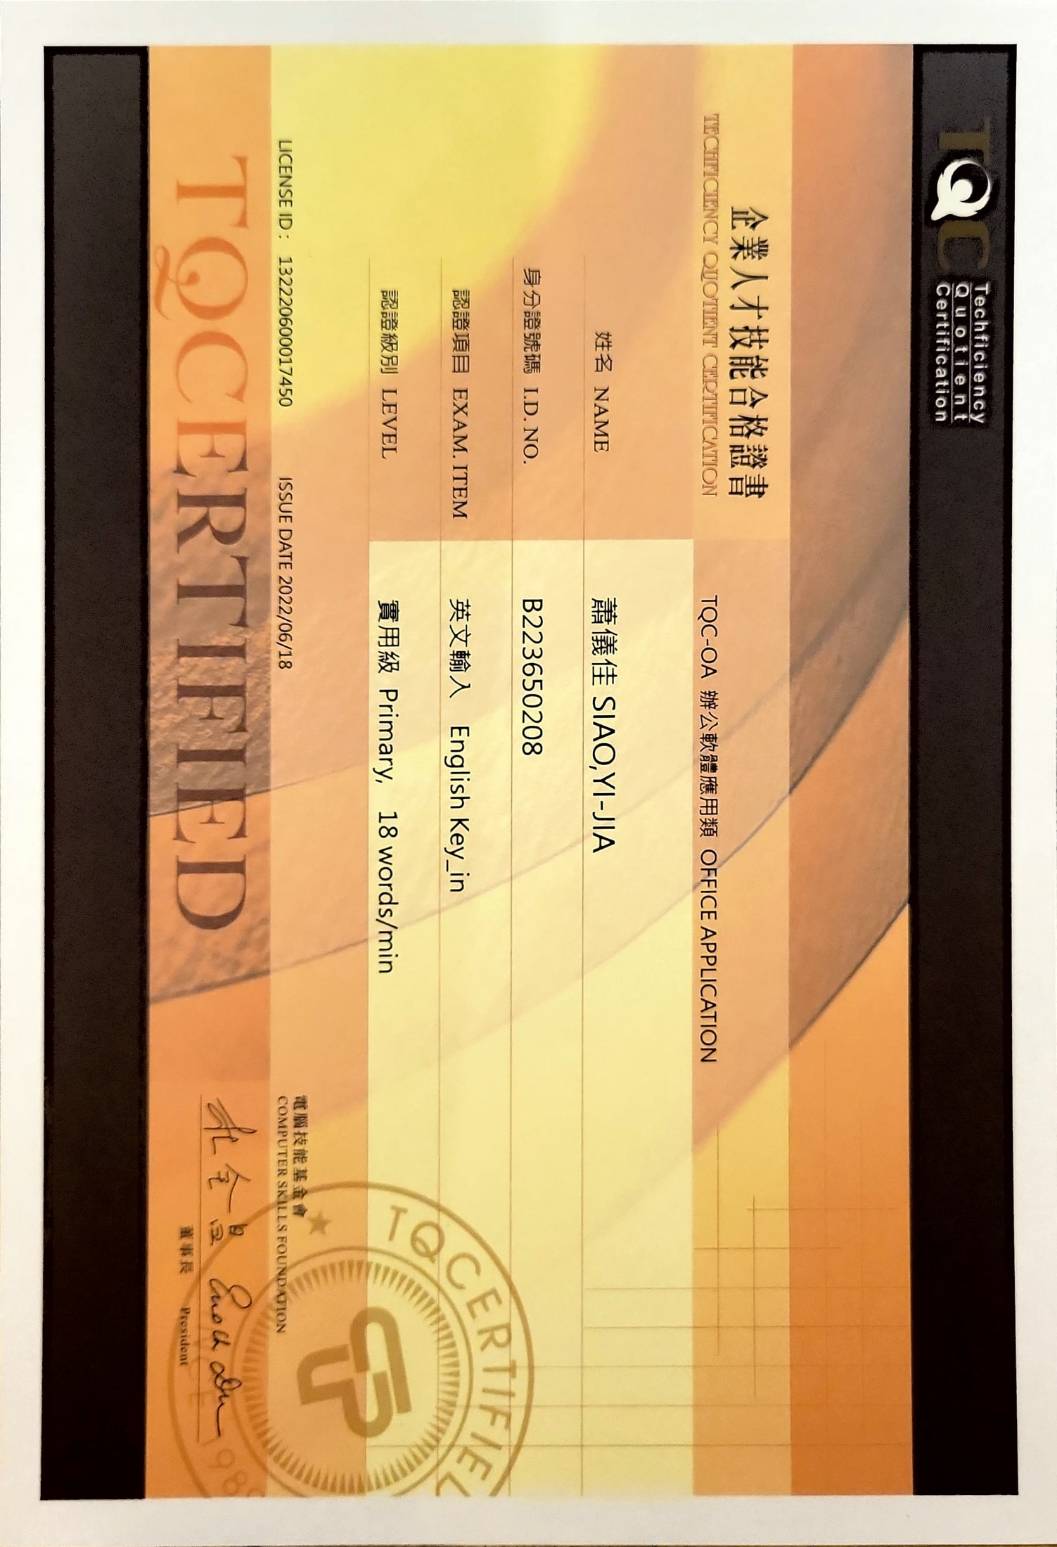 TQC
Techficiency
Quotient
Certification
企業人才技能合格證書
TECHFICIENCY QUOTIENT CERTIFICATION
TQC-OA 辦公軟體應用類 OFFICE APPLICATION
姓名 NAME 蕭儀佳 SIAO,YI-JIA
身分證號碼 I.D. NO. B223650208
認證項目 EXAM. ITEM 英文輸入 English Key_in
認證級別 LEVEL 實用級 Primary, 18 words/min
TQCERTIFIED
LICENSE ID： 132220600017450 ISSUE DATE 2022/06/18
電腦技能基金會
COMPUTER SKILLS FOUNDATION
TQCERTIFIED
杜全昌
董事長 President